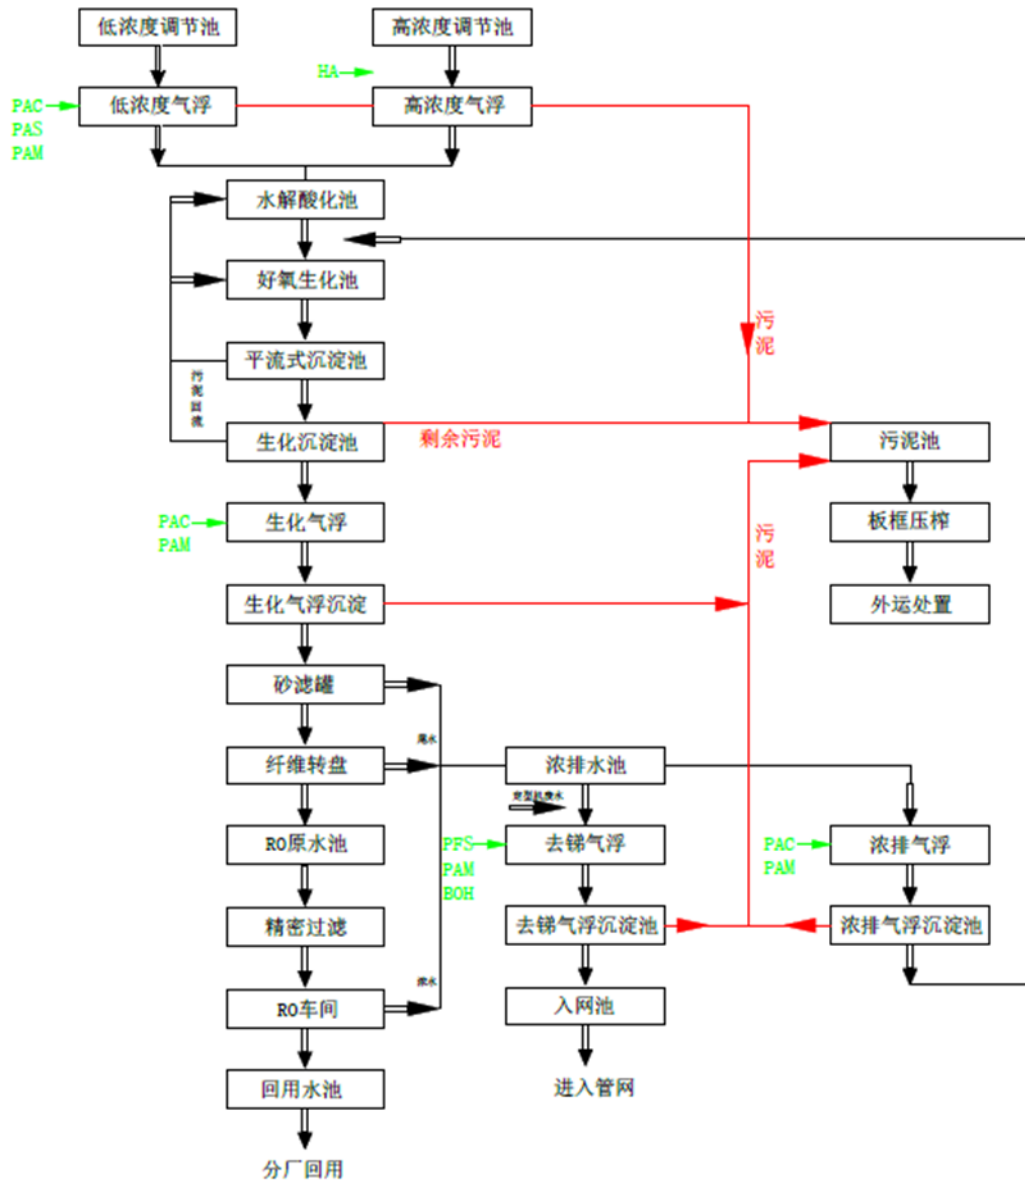 低浓度调节池
高浓度调节池
HA
PAC
PAS
PAM
低浓度气浮
高浓度气浮
水解酸化池
好氧生化池
平流式沉淀池
污泥回流
生化沉淀池
剩余污泥
污泥
污泥池
PAC
PAM
生化气浮
板框压榨
污泥
生化气浮沉淀
外运处置
砂滤罐
尾水
纤维转盘
浓排水池
定型机废水
RO原水池
PFS
PAM
BOH
去锑气浮
PAC
PAM
浓排气浮
精密过滤
去锑气浮沉淀池
浓排气浮沉淀池
浓水
RO车间
入网池
回用水池
进入管网
分厂回用